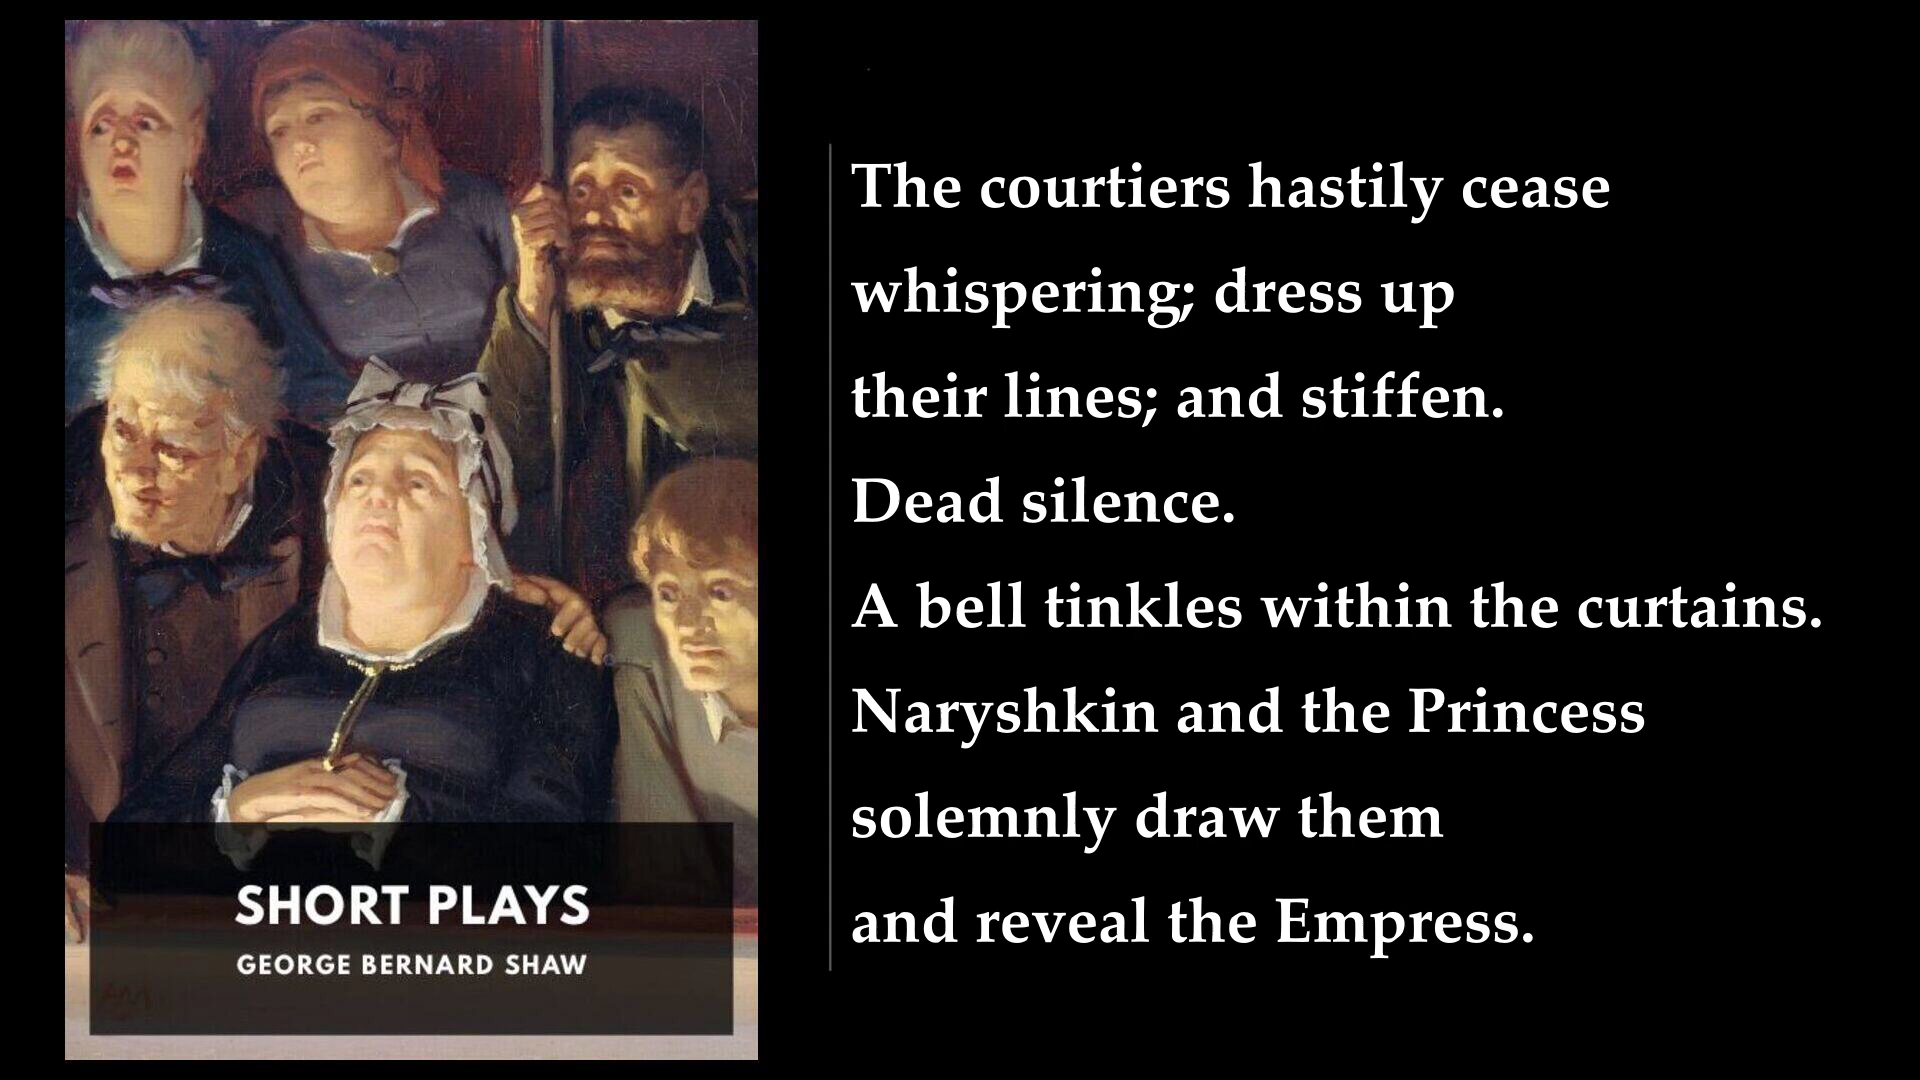 The courtiers hastily cease
whispering; dress up
their lines; and stiffen.
Dead silence.
A bell tinkles within the curtains.
Naryshkin and the Princess
solemnly draw them
and reveal the Empress.
SHORT PLAYS
GEORGE BERNARD SHAW